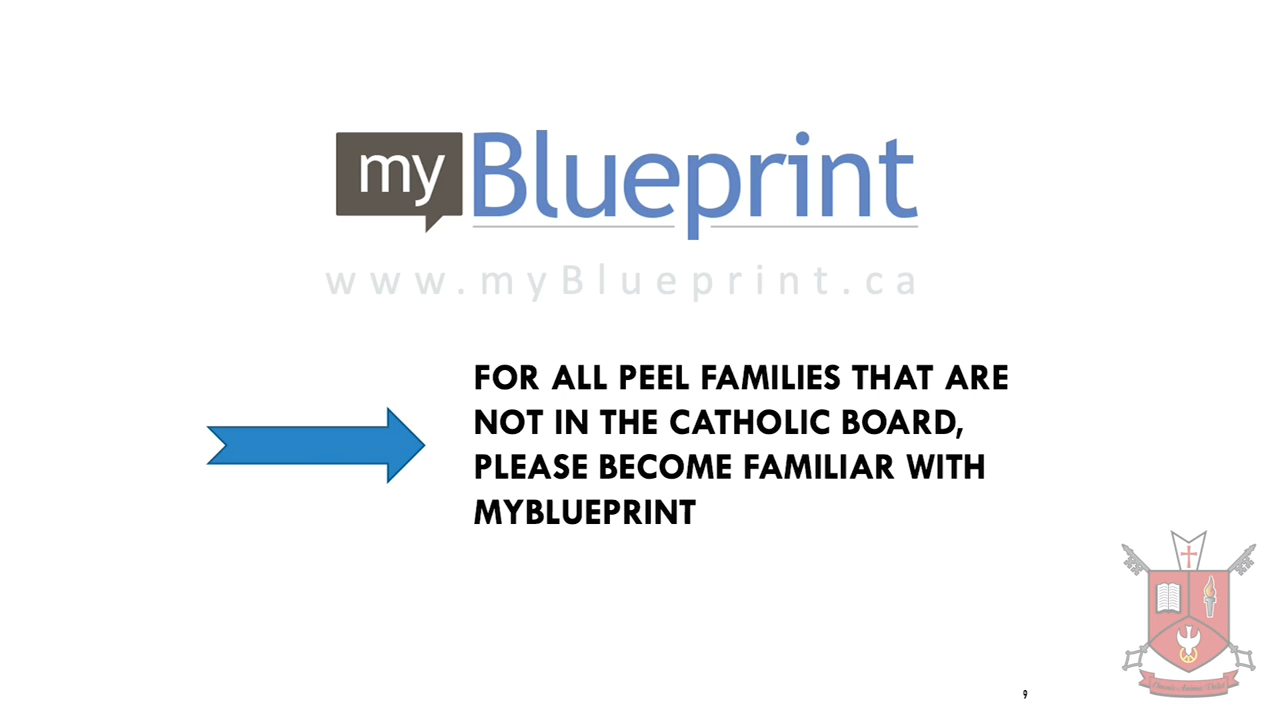 my Blueprint
www.myBlueprint.ca
FOR ALL PEEL FAMILIES THAT ARE
NOT IN THE CATHOLIC BOARD,
PLEASE BECOME FAMILIAR WITH
MYBLUEPRINT
9